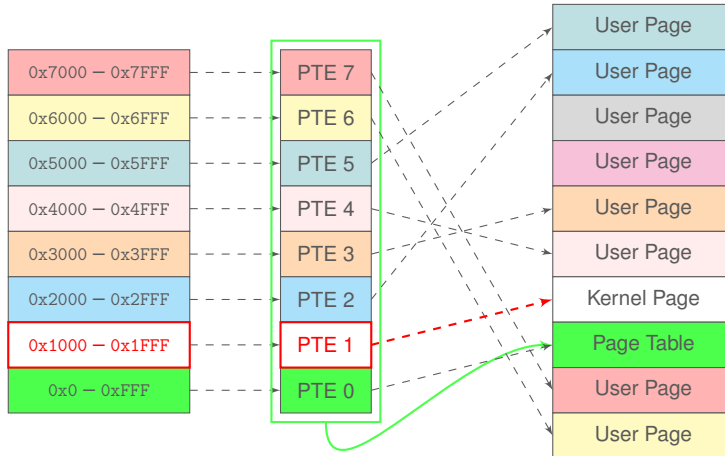 0x7000 – 0x7FFF
0x6000 – 0x6FFF
0x5000 – 0x5FFF
0x4000 – 0x4FFF
0x3000 – 0x3FFF
0x2000 – 0x2FFF
0x1000 – 0x1FFF
0x0 – 0xFFF
PTE 7
PTE 6
PTE 5
PTE 4
PTE 3
PTE 2
PTE 1
PTE 0
User Page
User Page
User Page
User Page
User Page
User Page
Kernel Page
Page Table
User Page
User Page